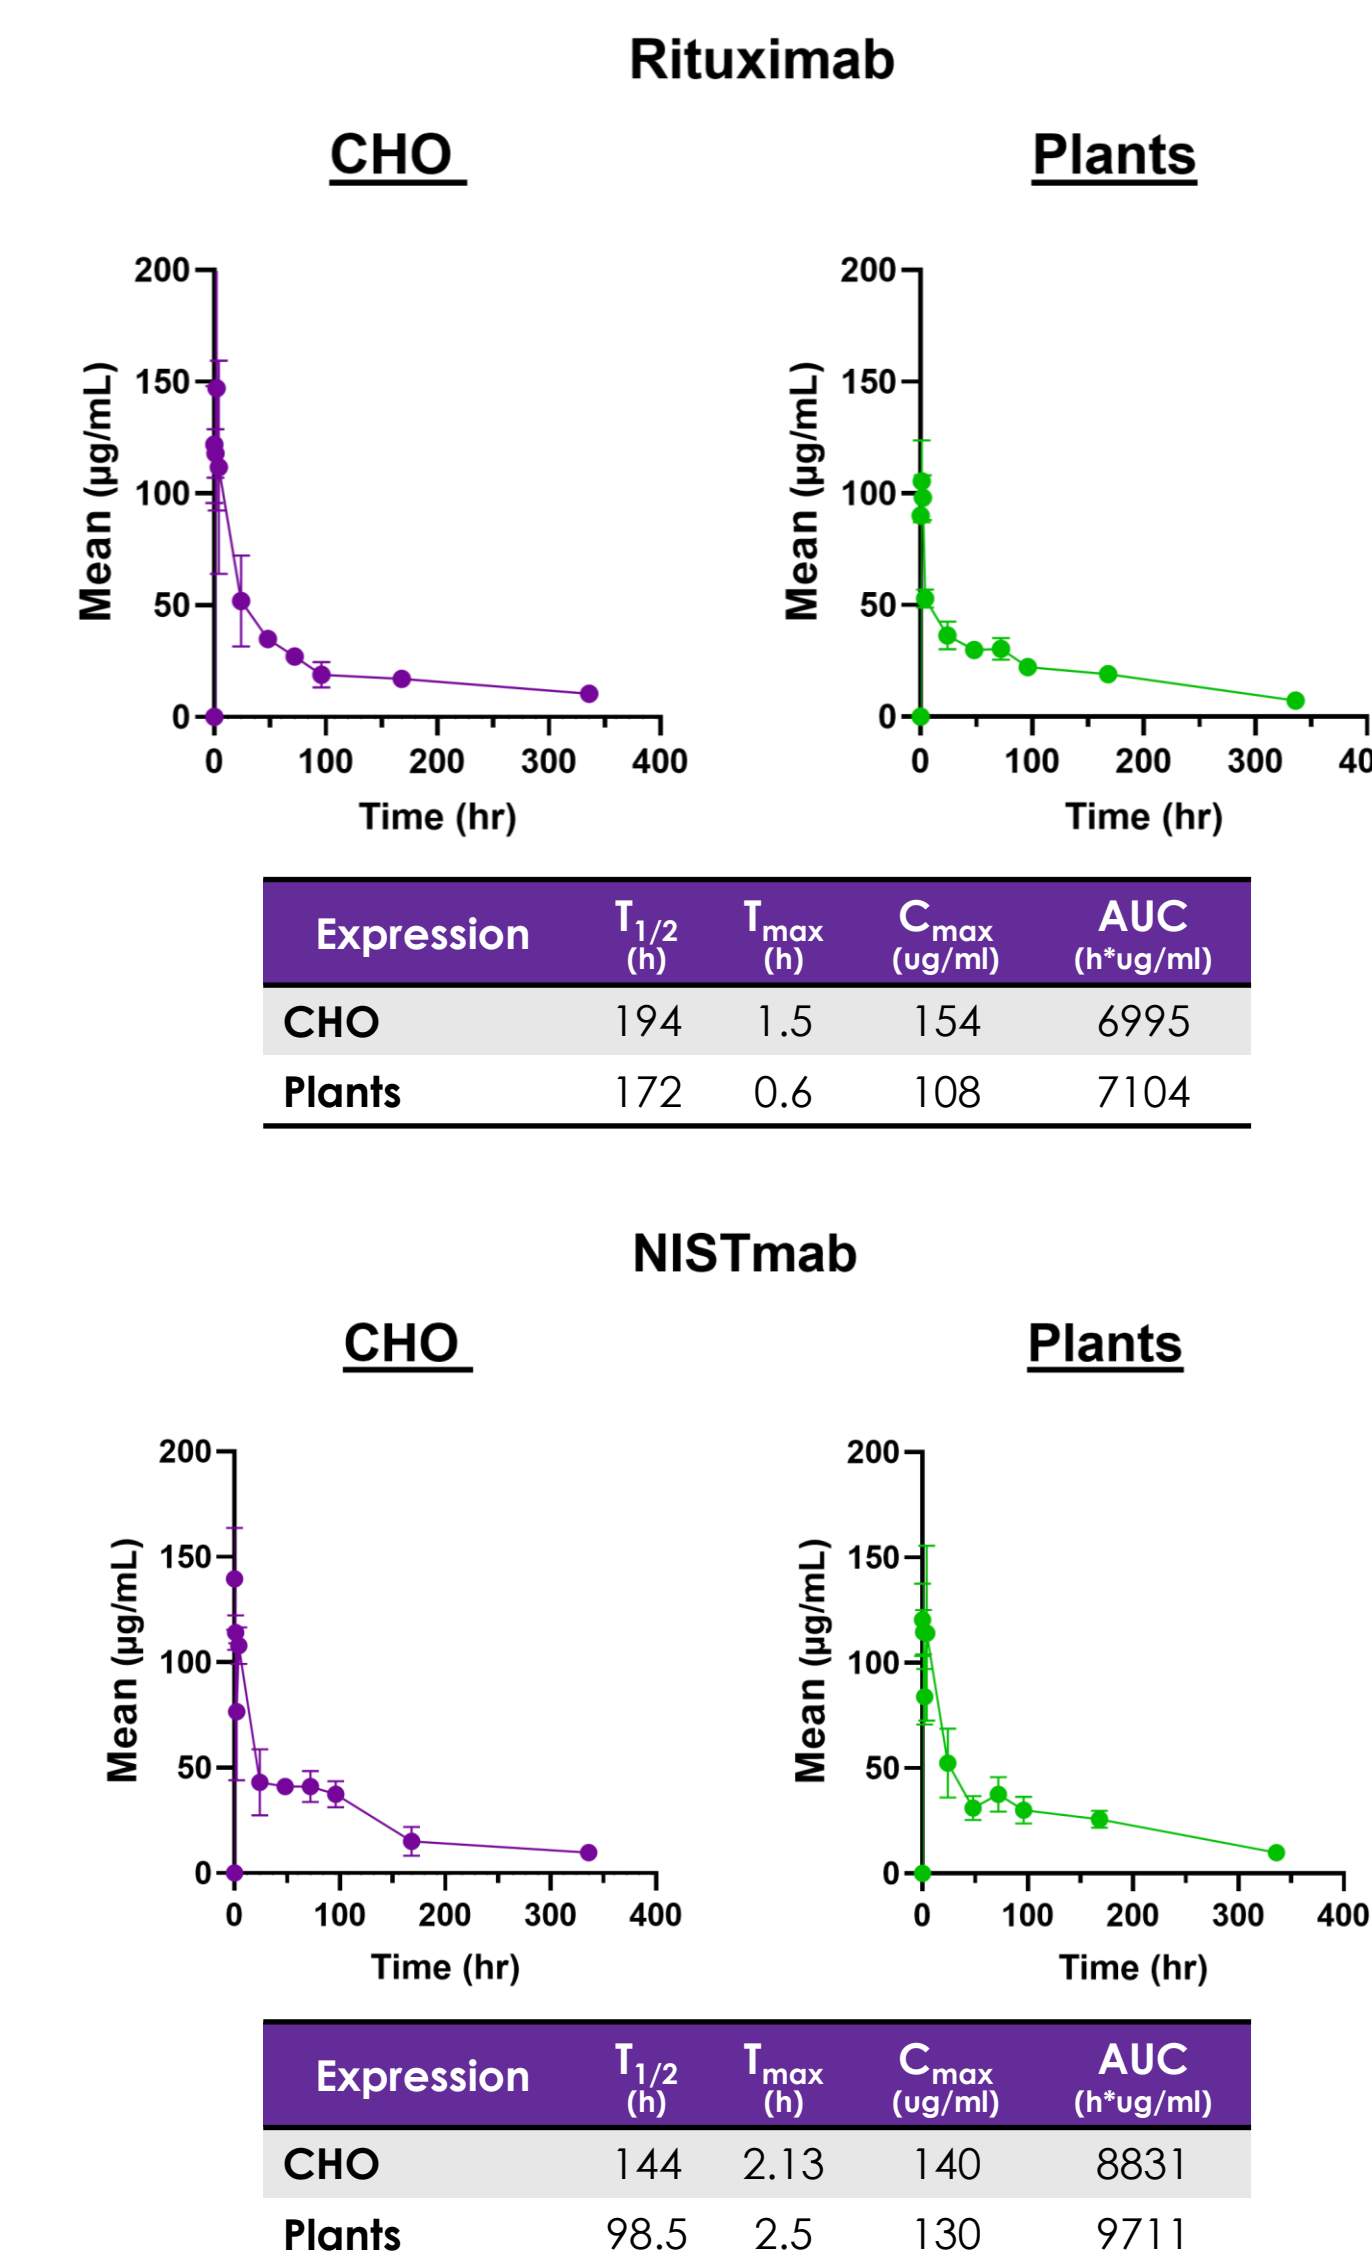 Rituximab
CHO
Plants
200
150
100
50
0
Mean (µg/mL)
0 100 200 300 400
Time (hr)
200
150
100
50
0
Mean (µg/mL)
0 100 200 300 40
Time (hr)
Expression T1/2 (h) Tmax (h) Cmax (ug/ml) AUC (h*ug/ml)
CHO 194 1.5 154 6995
Plants 172 0.6 108 7104
NISTmab
CHO
Plants
200
150
100
50
0
Mean (µg/mL)
0 100 200 300 400
Time (hr)
200
150
100
50
0
Mean (µg/mL)
0 100 200 300 400
Time (hr)
Expression T1/2 (h) Tmax (h) Cmax (ug/ml) AUC (h*ug/ml)
CHO 144 2.13 140 8831
Plants 98.5 2.5 130 9711